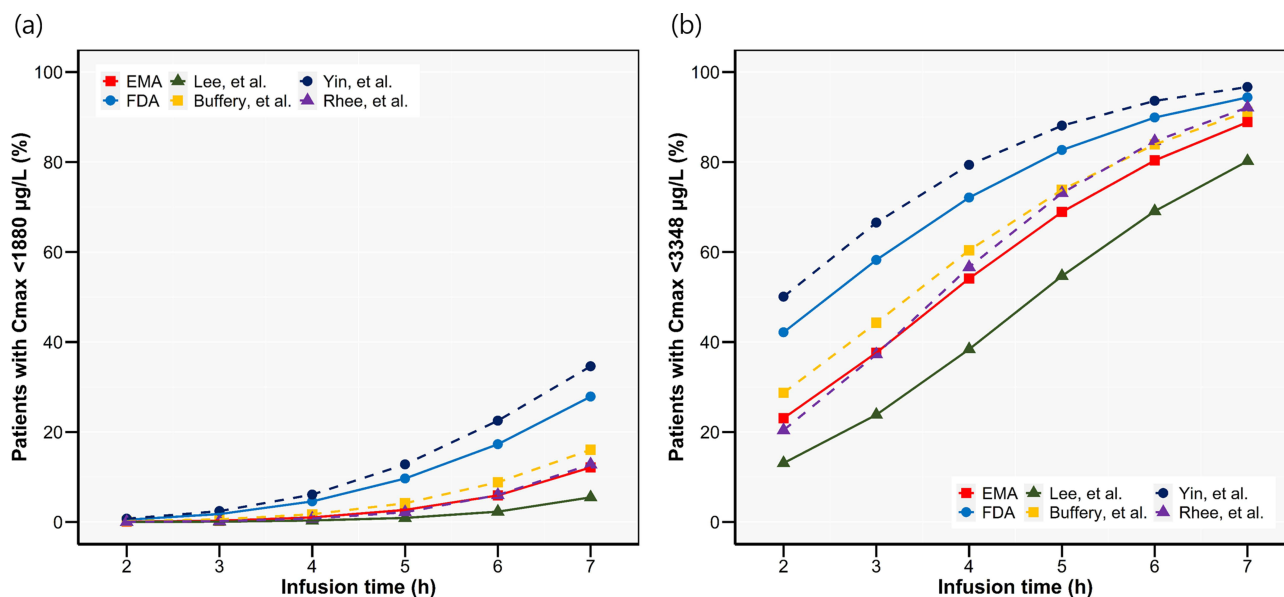 (a)
Patients with Cmax <1880 µg/L (%)
100
80
60
40
20
0
EMA Lee, et al. Yin, et al.
FDA Buffery, et al. Rhee, et al.
2 3 4 5 6 7
Infusion time (h)
(b)
Patients with Cmax <3348 µg/L (%)
100
80
60
40
20
0
EMA Lee, et al. Yin, et al.
FDA Buffery, et al. Rhee, et al.
2 3 4 5 6 7
Infusion time (h)